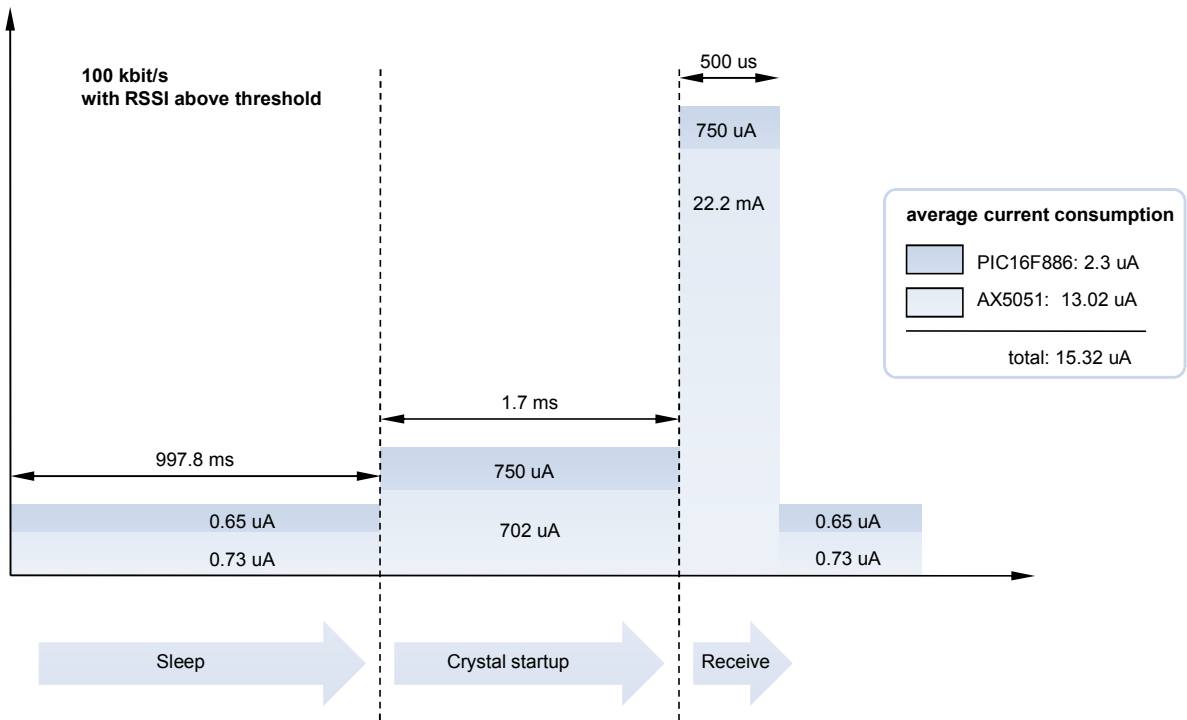 100 kbit/s
with RSSI above threshold
500 us
750 uA
22.2 mA
average current consumption
PIC16F886: 2.3 uA
AX5051: 13.02 uA
total: 15.32 uA
1.7 ms
997.8 ms
750 uA
702 uA
0.65 uA
0.73 uA
0.65 uA
0.73 uA
Sleep
Crystal startup
Receive